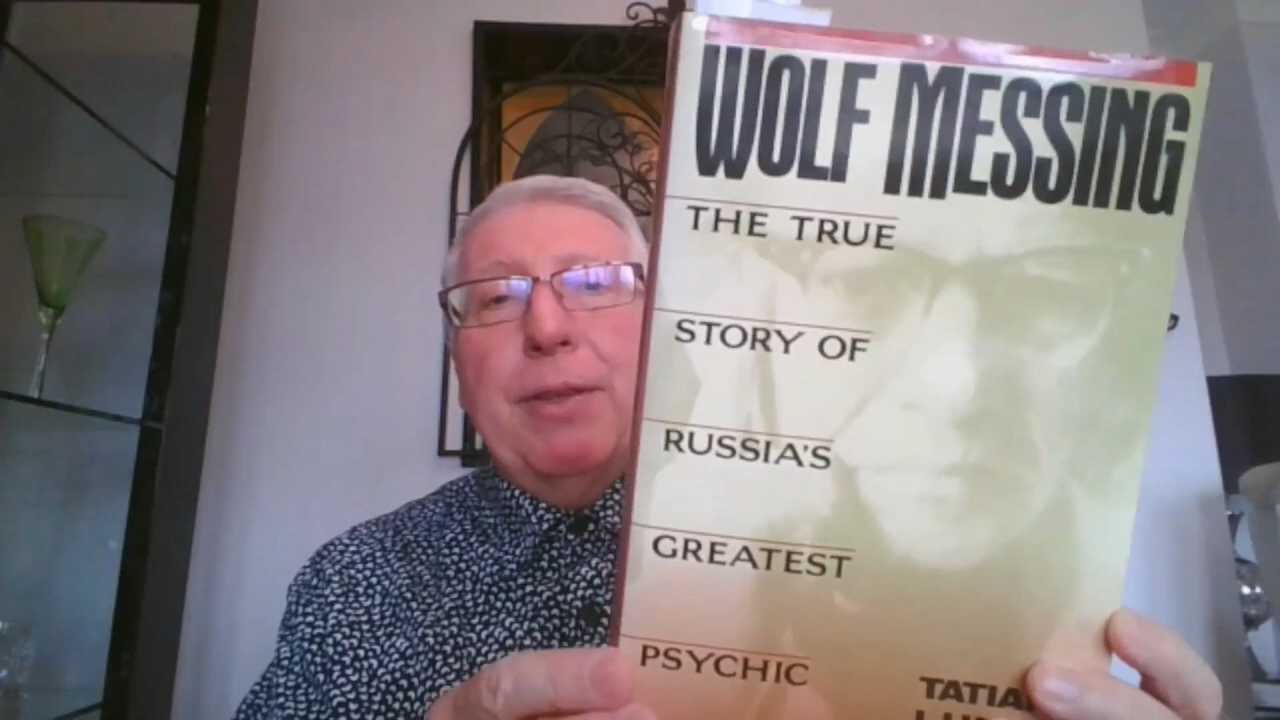 WOLF MESSING
THE TRUE
STORY OF
RUSSIA'S
GREATEST
PSYCHIC